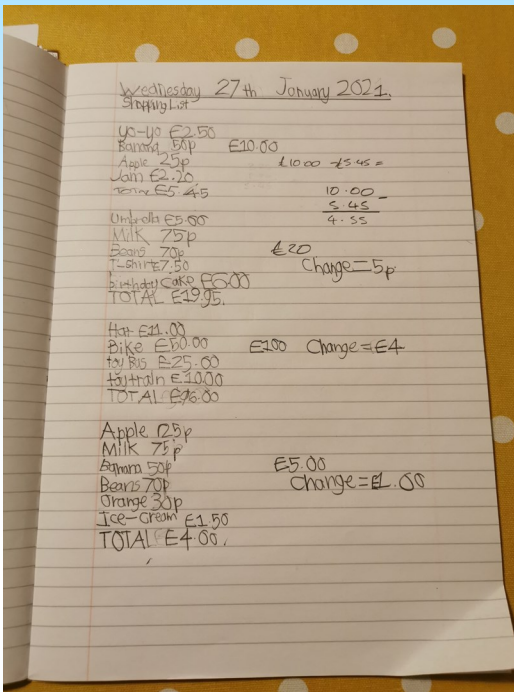 Wednesday 27th January 2021.
Shopping List
yo-yo £2.50
Banana 50p £10.00
Apple 25p £10.00 - £5.45 =
Jam £2.20
£5.45 10.00 -
5.45
4.55
Umbrella £5.00
Milk 75p
Beans 70p £20
T-shirt £7.50 Change = 5p
birthday cake £6.00
TOTAL £19.95.
Hat £11.00
Bike £50.00 £100 Change = £4
toy Bus £25.00
toy train £10.00
TOTAL £96.00
Apple 25p
Milk 75p
Banana 50p £5.00
Beans 70p Change = £1.00
Orange 30p
Ice-cream £1.50
TOTAL £4.00.